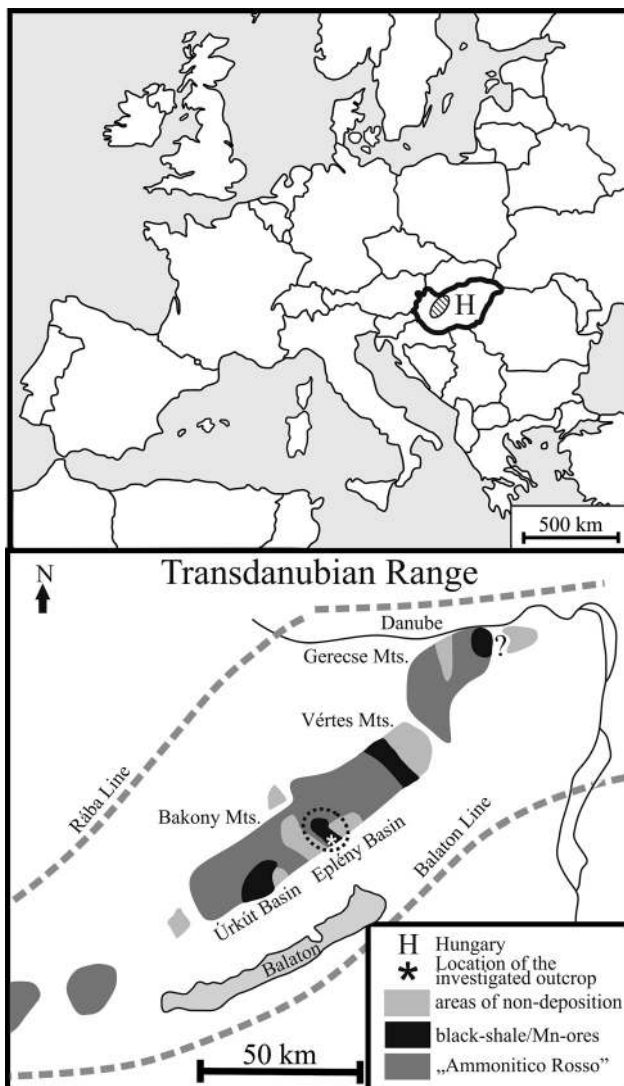 H
500 km
N
Transdanubian Range
Danube
Gerecse Mts.
?
Vértes Mts.
Rába Line
Bakony Mts.
Eplény Basin
*
Balaton Line
Úrkút Basin
Balaton
50 km
H Hungary
* Location of the
investigated outcrop
areas of non-deposition
black-shale/Mn-ores
„Ammonitico Rosso”